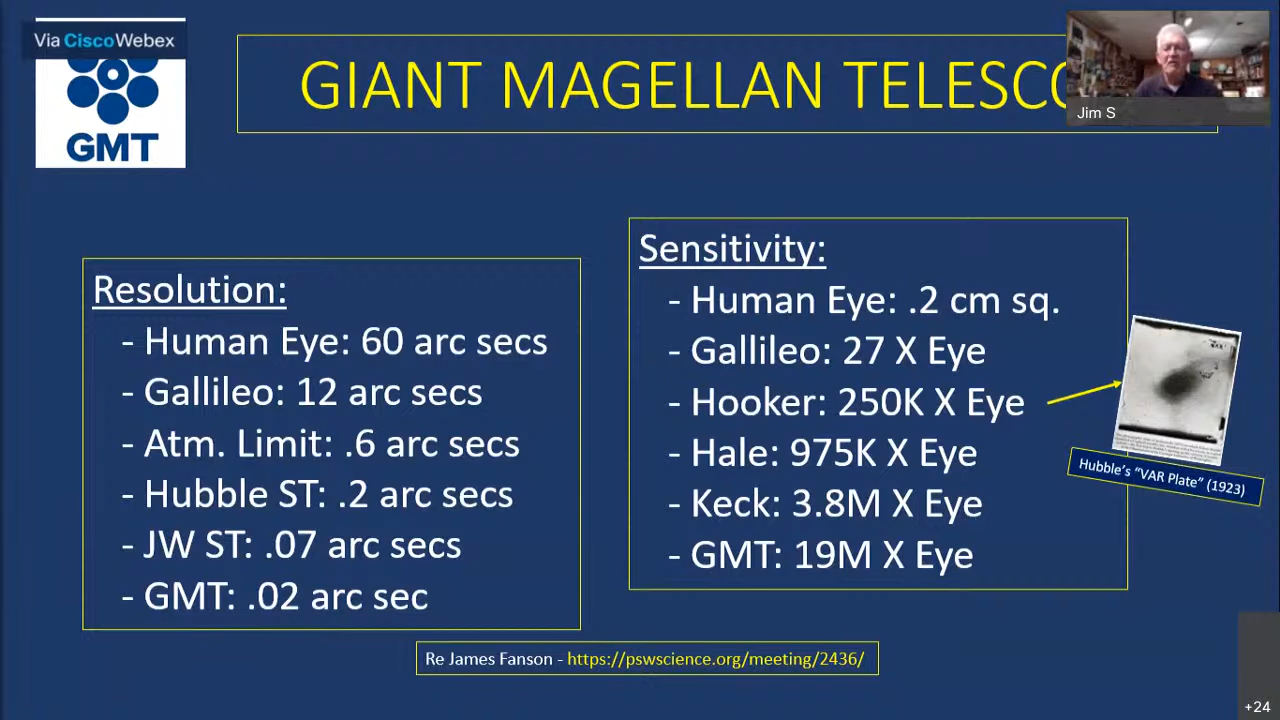 Via CiscoWebex
GMT
GIANT MAGELLAN TELESCO
Jim S
Resolution:
- Human Eye: 60 arc secs
- Gallileo: 12 arc secs
- Atm. Limit: .6 arc secs
- Hubble ST: .2 arc secs
- JW ST: .07 arc secs
- GMT: .02 arc sec
Sensitivity:
- Human Eye: .2 cm sq.
- Gallileo: 27 X Eye
- Hooker: 250K X Eye
- Hale: 975K X Eye
- Keck: 3.8M X Eye
- GMT: 19M X Eye
VAR!
Hubble's “VAR Plate” (1923)
Re James Fanson - https://pswscience.org/meeting/2436/
+24